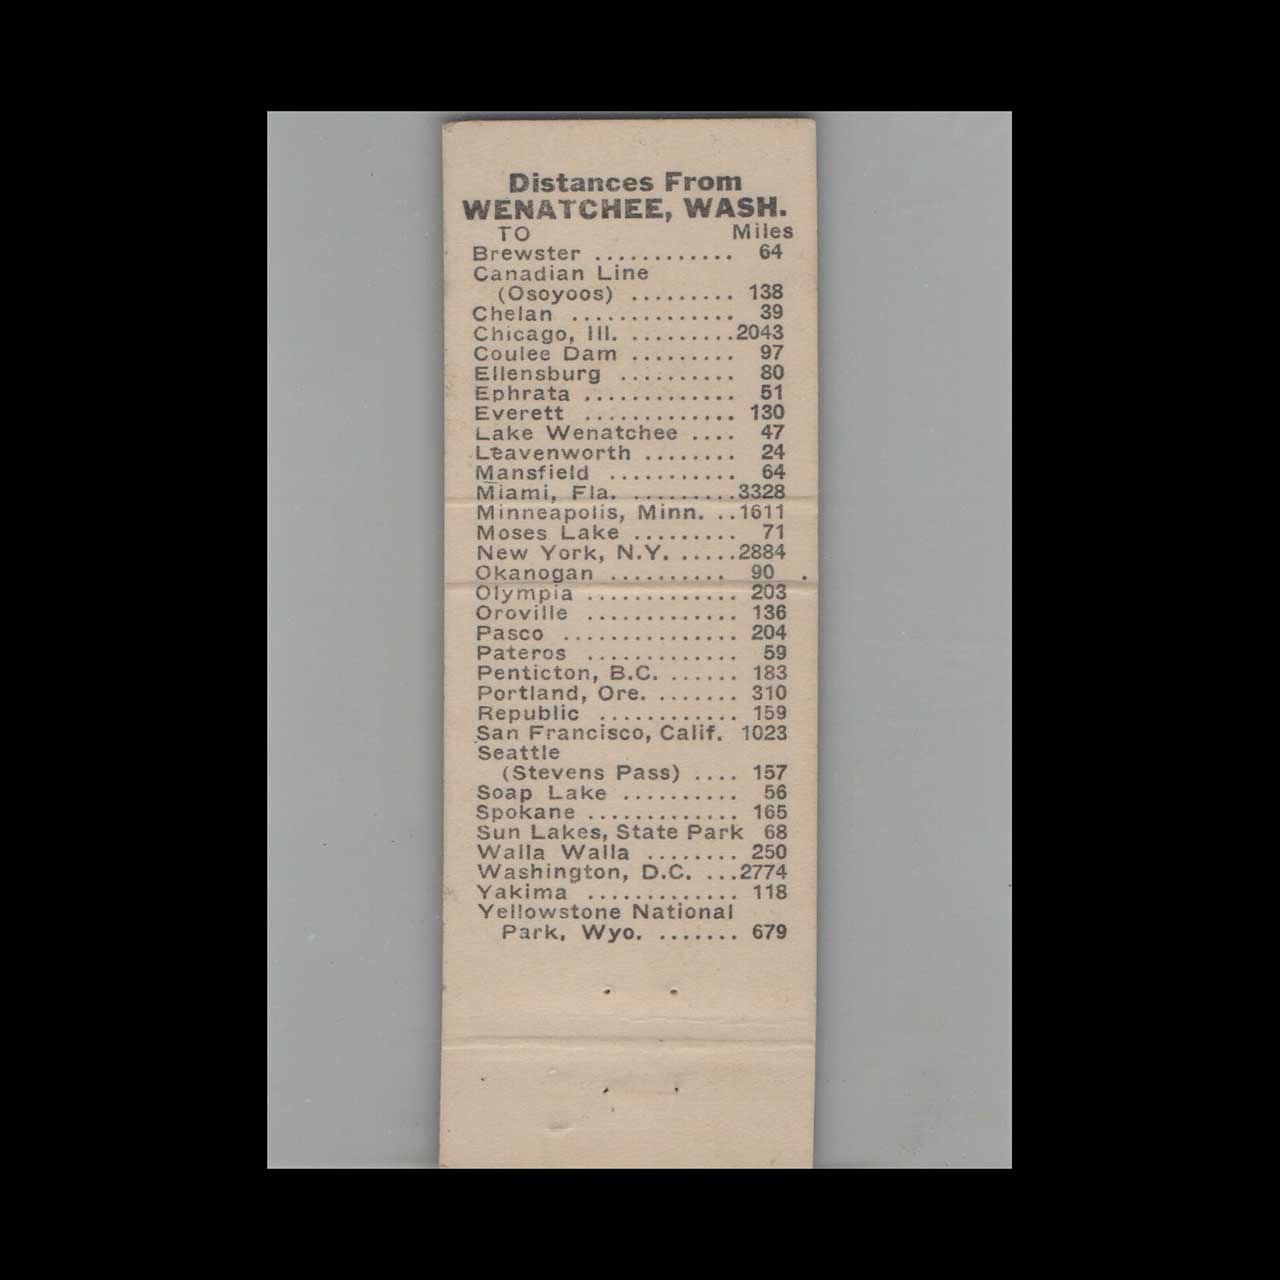 Distances From
WENATCHEE, WASH.
TO Miles
Brewster ............ 64
Canadian Line
(Osoyoos) ......... 138
Chelan .............. 39
Chicago, Ill. .........2043
Coulee Dam ......... 97
Ellensburg .......... 80
Ephrata ............. 51
Everett ............. 130
Lake Wenatchee .... 47
Leavenworth ........ 24
Mansfield ........... 64
Miami, Fla. .........3328
Minneapolis, Minn. ..1611
Moses Lake ......... 71
New York, N.Y. .....2884
Okanogan .......... 90 .
Olympia ............. 203
Oroville ............. 136
Pasco ............... 204
Pateros ............. 59
Penticton, B.C. ...... 183
Portland, Ore. ....... 310
Republic ............ 159
San Francisco, Calif. 1023
Seattle
(Stevens Pass) .... 157
Soap Lake .......... 56
Spokane ............. 165
Sun Lakes, State Park 68
Walla Walla ........ 250
Washington, D.C. ...2774
Yakima ............. 118
Yellowstone National
Park, Wyo. ....... 679